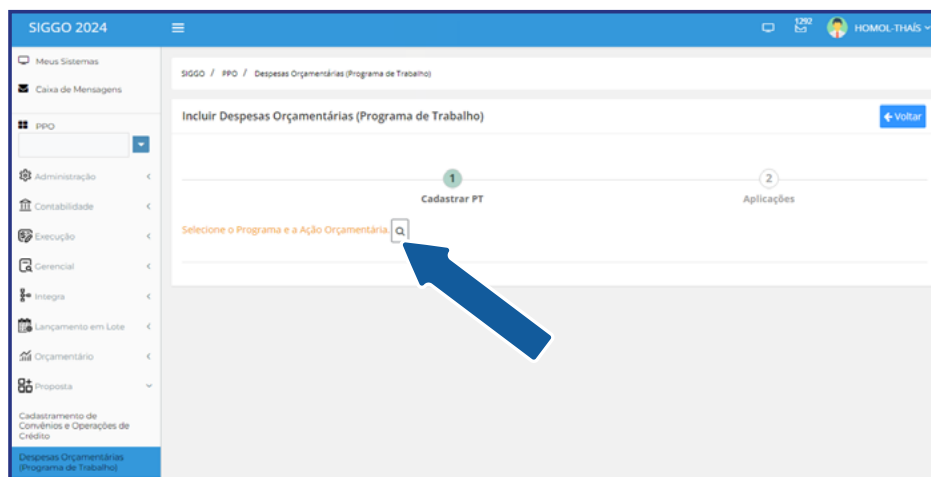 SIGGO 2024
1292
HOMOL-THAÍS
Meus Sistemas
Caixa de Mensagens
PPO
Administração
Contabilidade
Execução
Gerencial
Integra
Lançamento em Lote
Orçamentário
Proposta
Cadastramento de
Convênios e Operações de
Crédito
Despesas Orçamentárias
(Programa de Trabalho)
SIGGO / PPO / Despesas Orçamentárias (Programa de Trabalho)
Incluir Despesas Orçamentárias (Programa de Trabalho)
Voltar
1
2
Cadastrar PT
Aplicações
Selecione o Programa e a Ação Orçamentária.